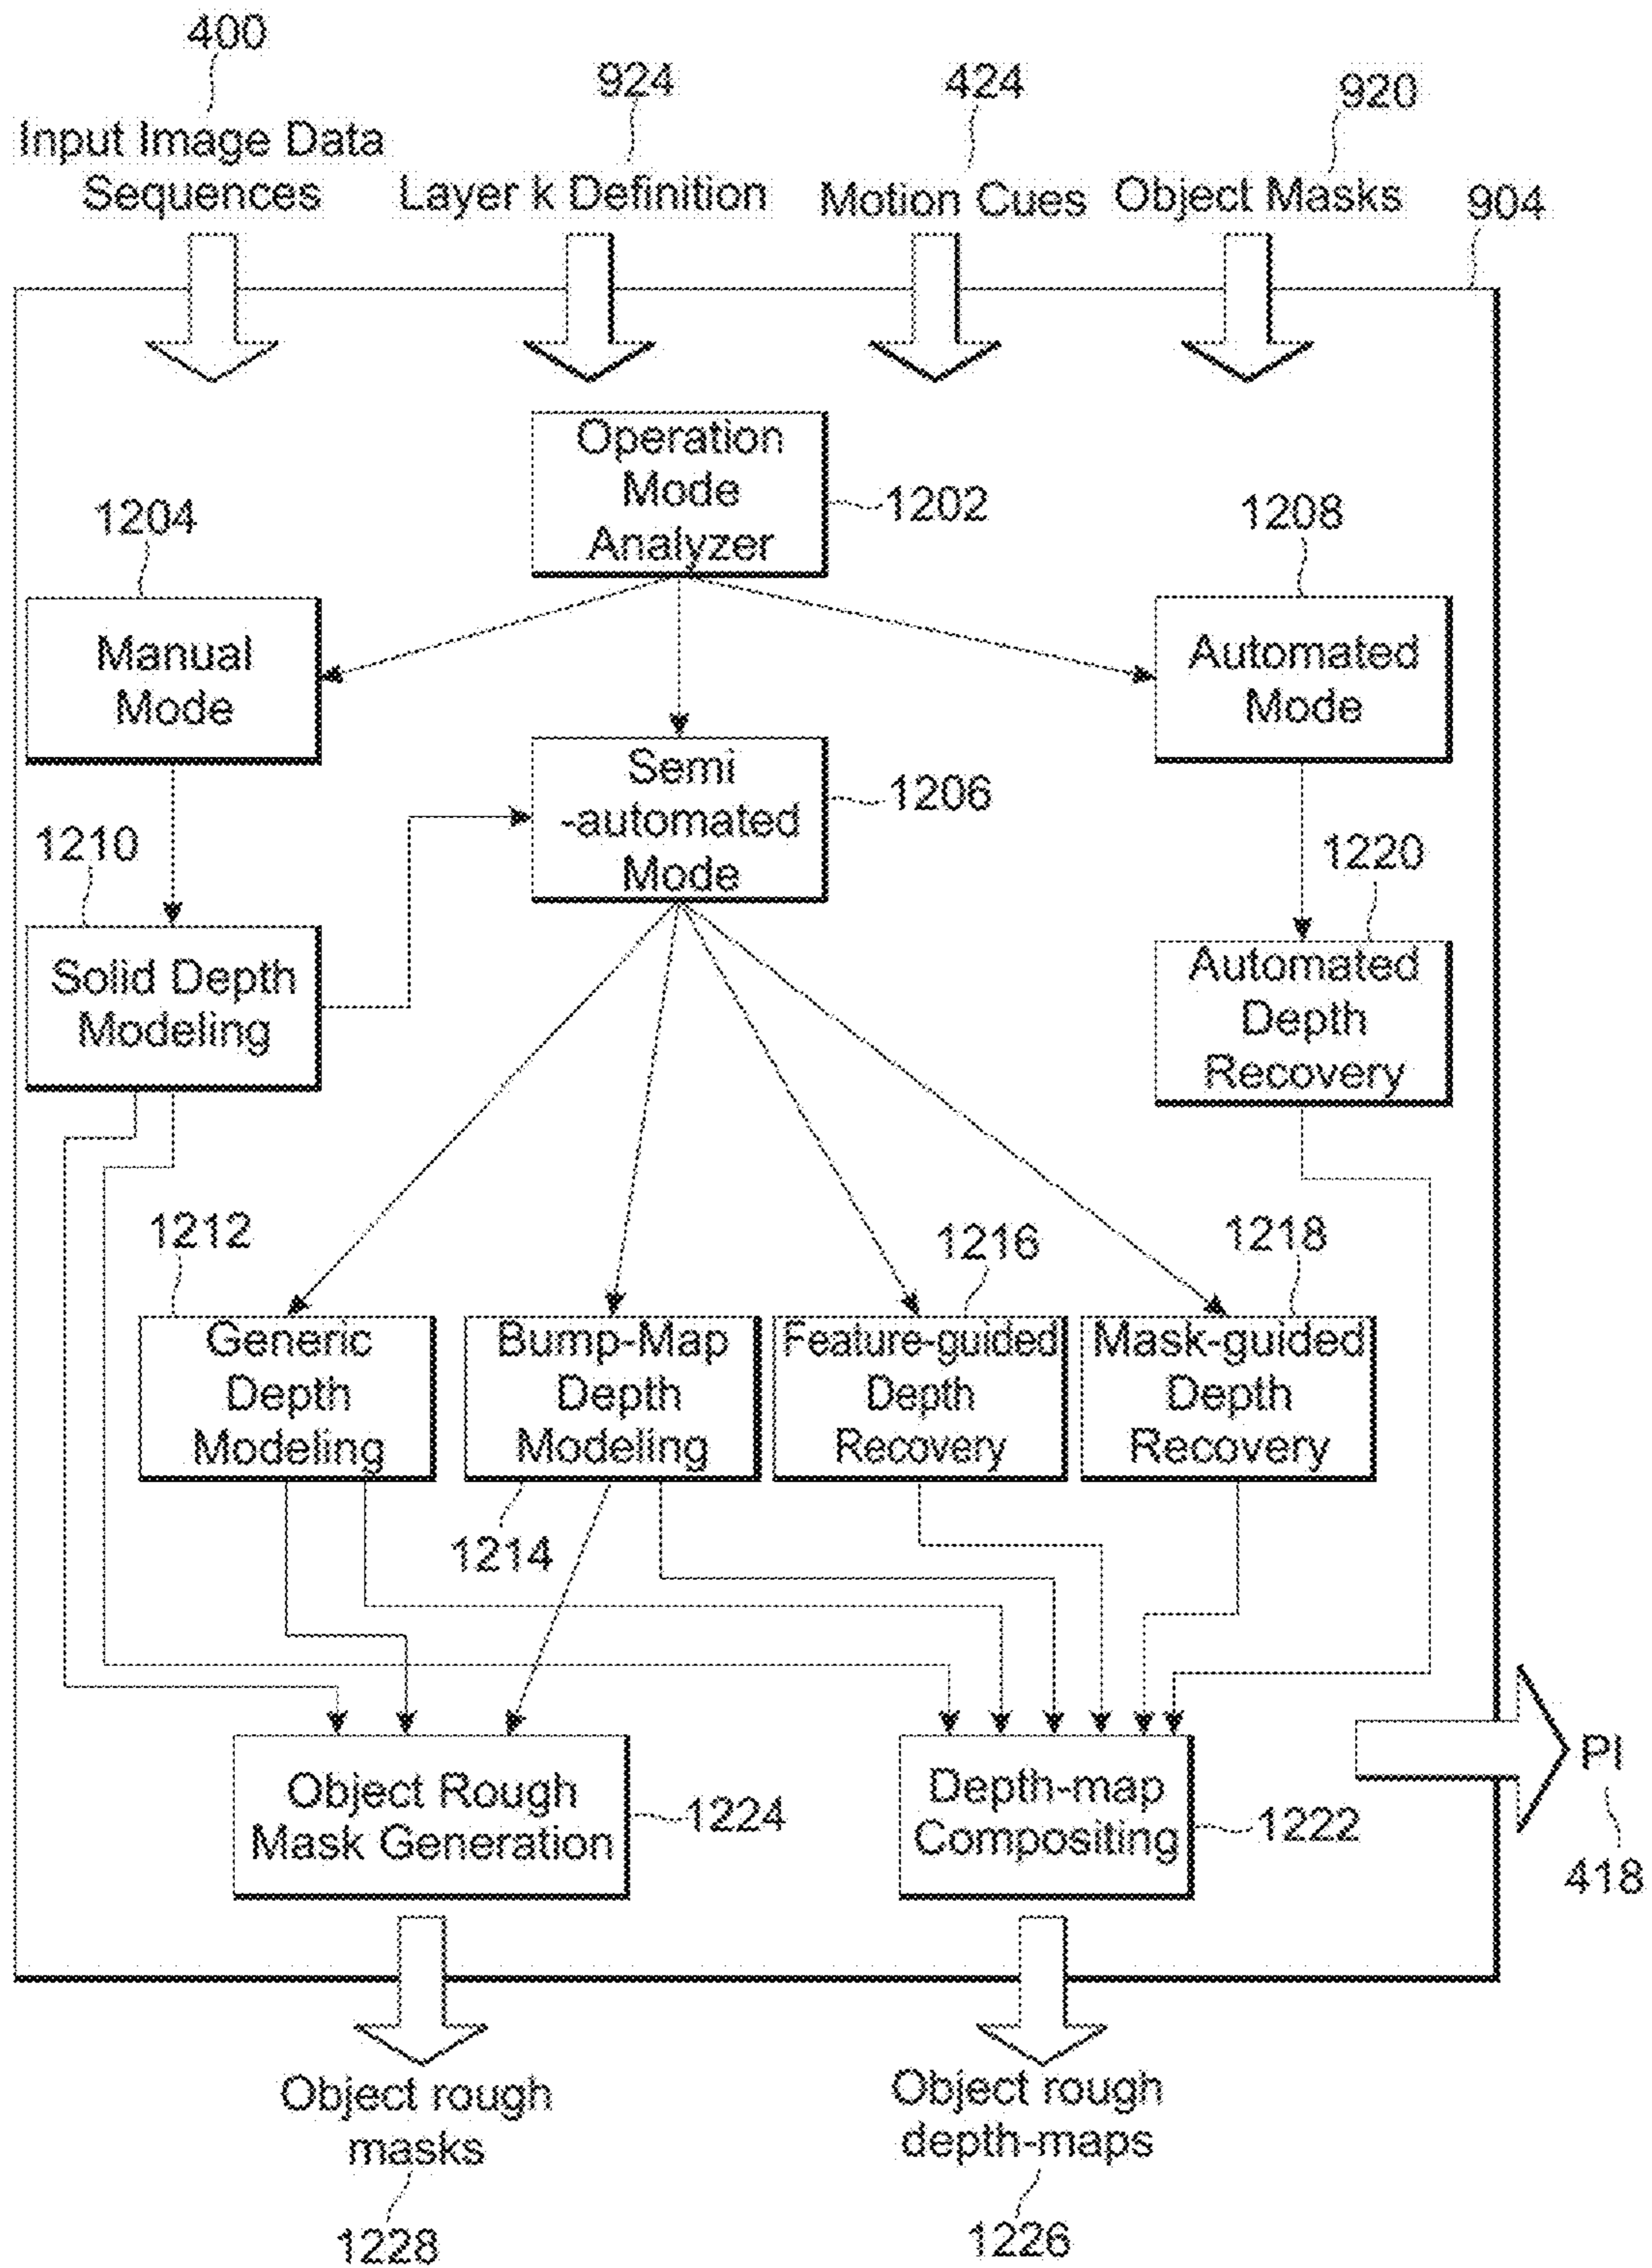 400
924
424
920
Input Image Data
Sequences
Layer k Definition
Motion Cues
Object Masks
904
Operation
Mode
Analyzer
1202
1204
1208
Manual
Mode
Automated
Mode
Semi
-automated
Mode
1206
1210
1220
Solid Depth
Modeling
Automated
Depth
Recovery
1212
1216
1218
Generic
Depth
Modeling
Bump-Map
Depth
Modeling
Feature-guided
Depth
Recovery
Mask-guided
Depth
Recovery
1214
Object Rough
Mask Generation
1224
Depth-map
Compositing
1222
PI
418
Object rough
masks
1228
Object rough
depth-maps
1226